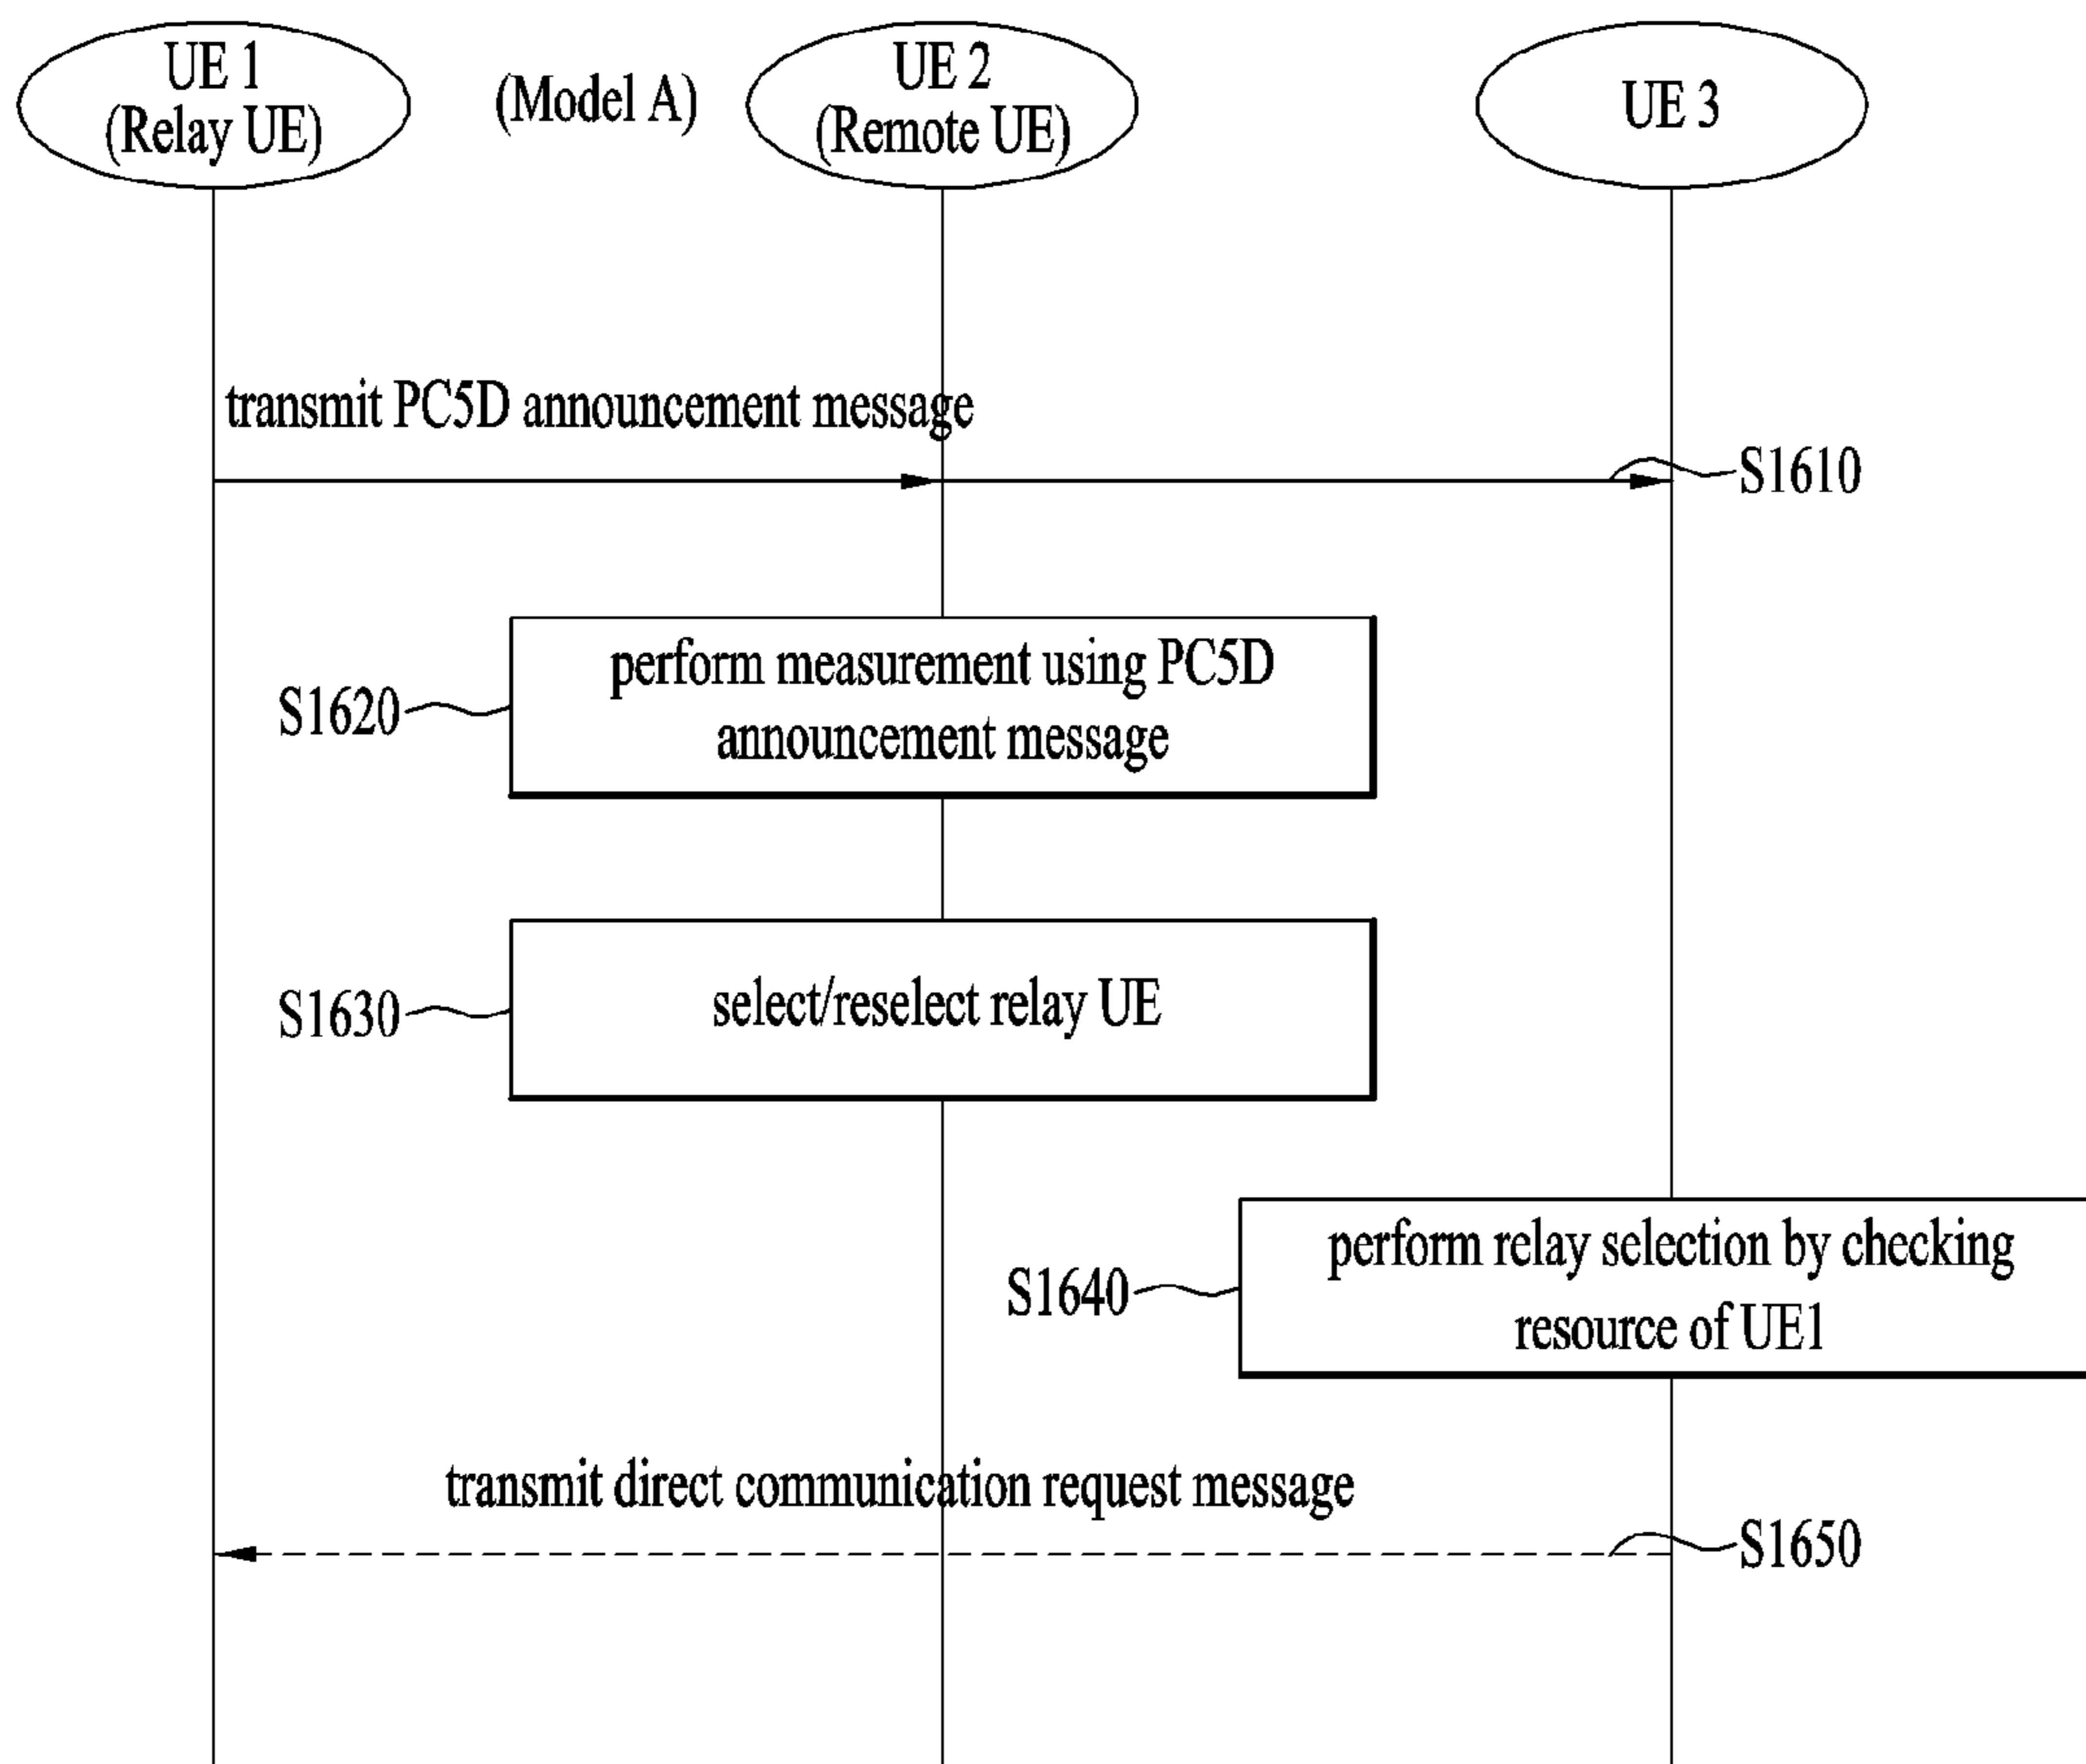 UE 1
(Relay UE)
(Model A)
UE 2
(Remote UE)
UE 3
transmit PC5D announcement message
S1610
S1620
perform measurement using PC5D
announcement message
S1630
select/reselect relay UE
S1640
perform relay selection by checking
resource of UE1
transmit direct communication request message
S1650